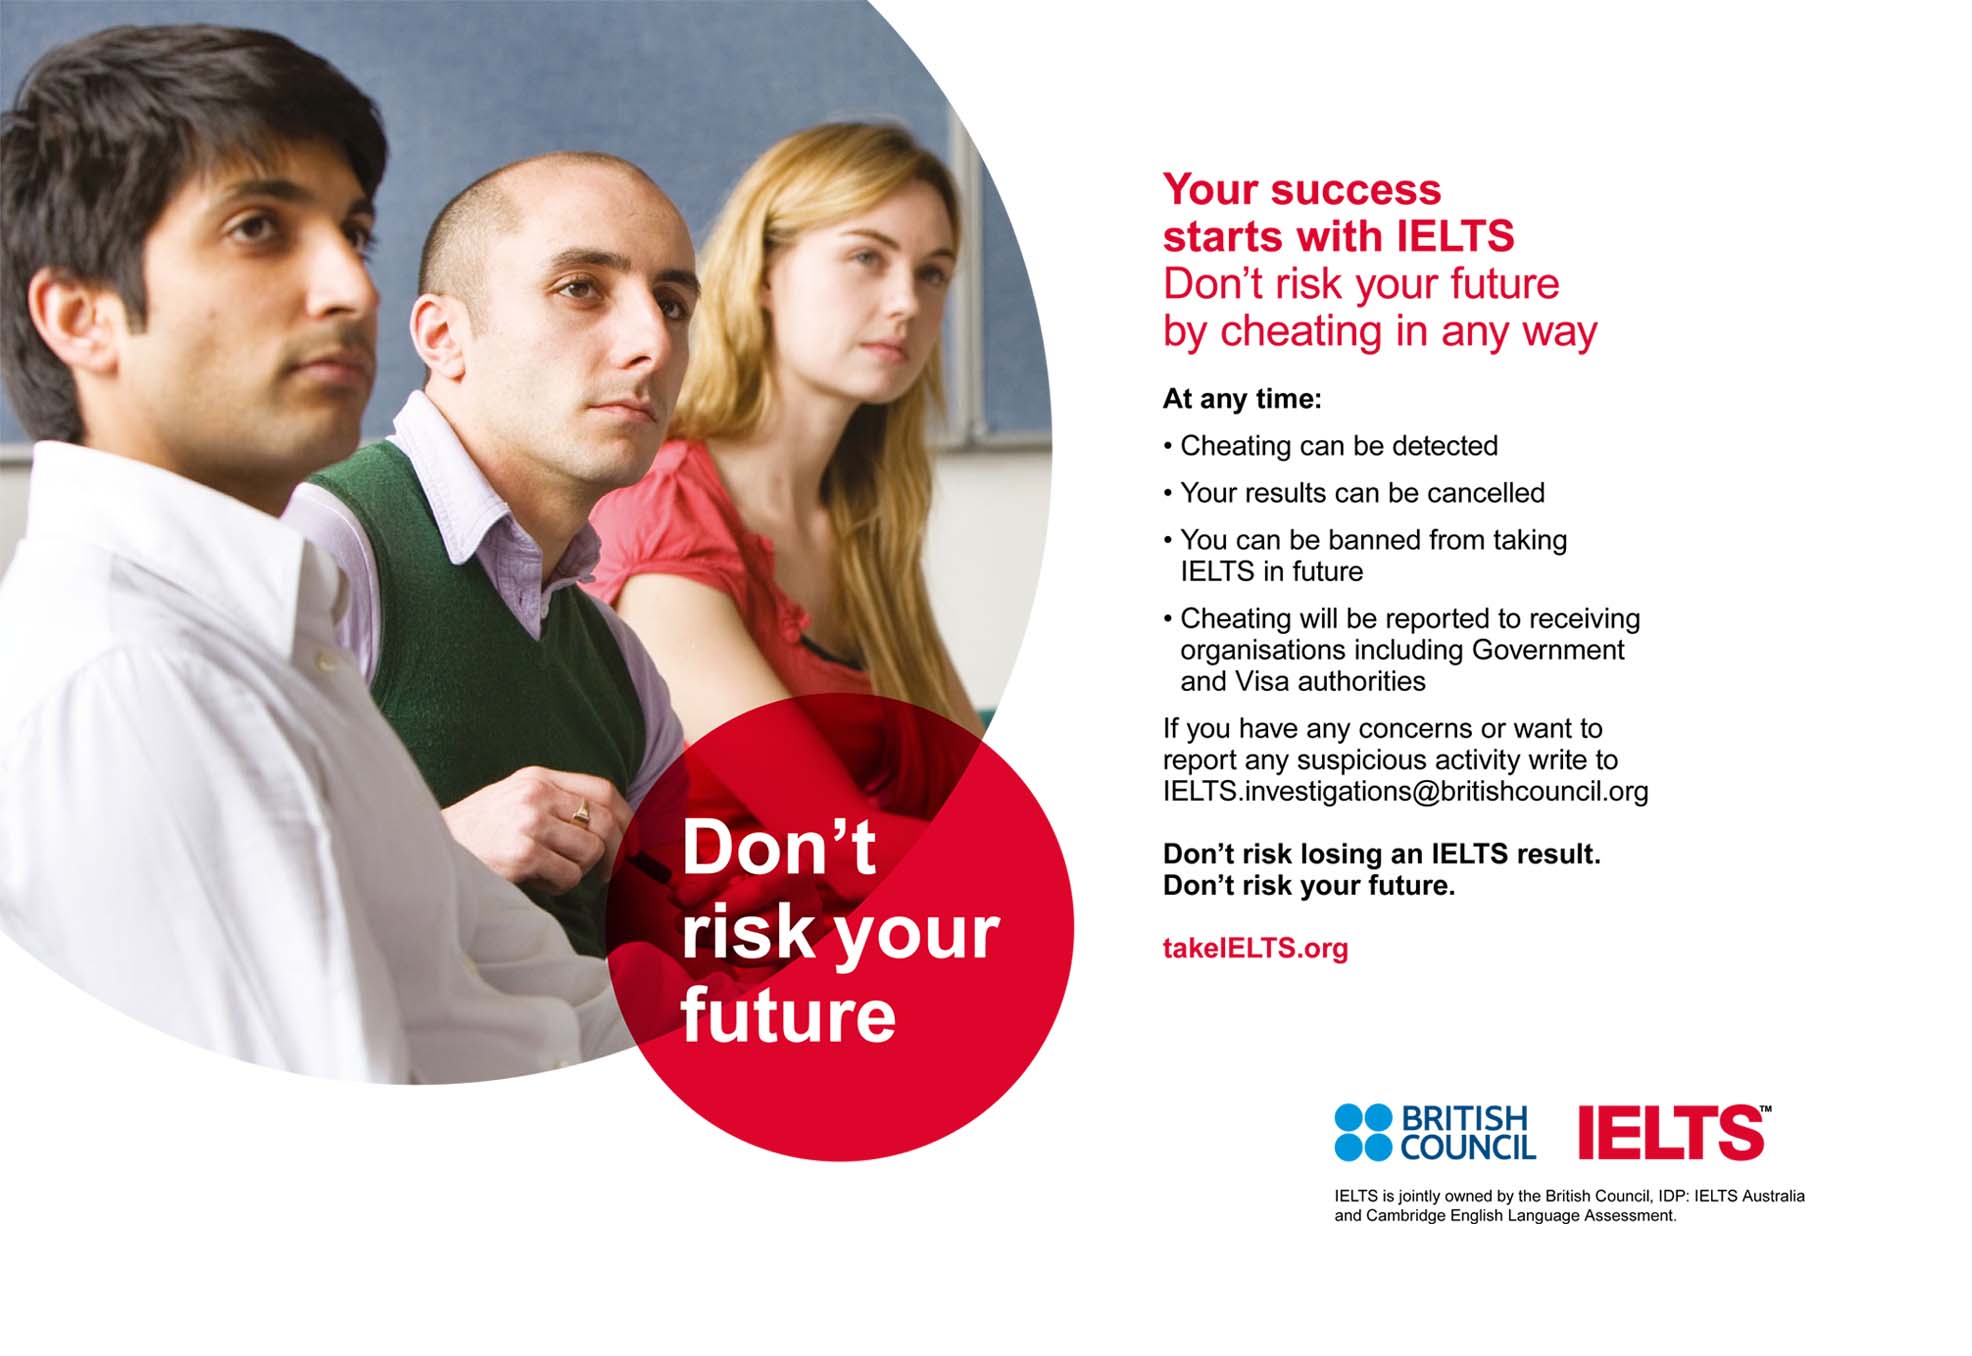 Don't
risk your
future
Your success
starts with IELTS
Don't risk your future
by cheating in any way
At any time:
• Cheating can be detected
• Your results can be cancelled
• You can be banned from taking
IELTS in future
• Cheating will be reported to receiving
organisations including Government
and Visa authorities
If you have any concerns or want to
report any suspicious activity write to
IELTS.investigations@britishcouncil.org
Don't risk losing an IELTS result.
Don't risk your future.
takeIELTS.org
BRITISH
COUNCIL
IELTS™
IELTS is jointly owned by the British Council, IDP: IELTS Australia
and Cambridge English Language Assessment.